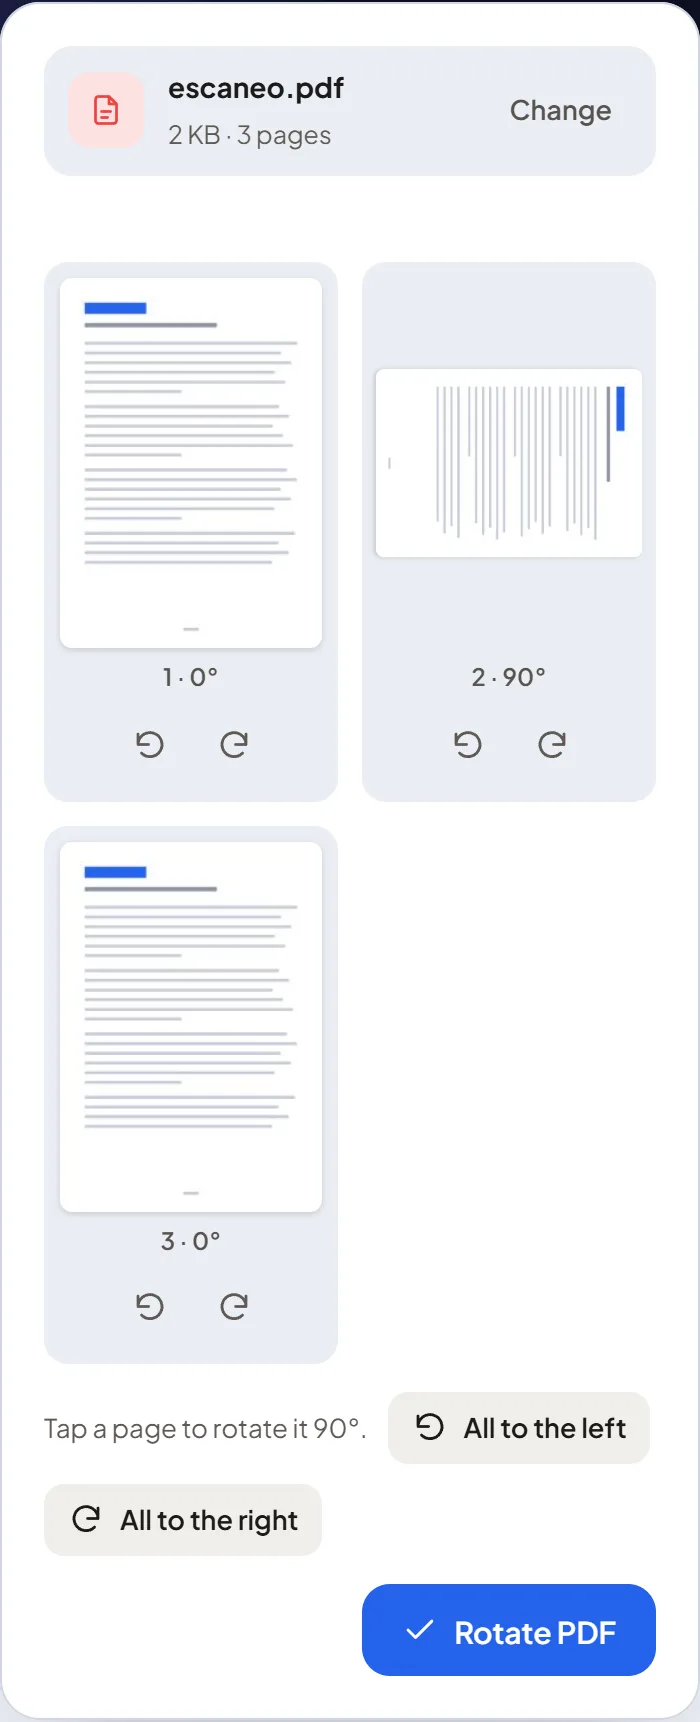 escaneo.pdf
2 KB · 3 pages
Change
1 · 0°
2 · 90°
3 · 0°
Tap a page to rotate it 90°.
All to the left
All to the right
Rotate PDF